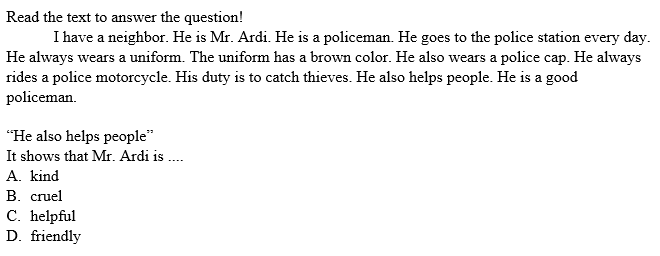 Read the text to answer the question!
I have a neighbor. He is Mr. Ardi. He is a policeman. He goes to the police station every day.
He always wears a uniform. The uniform has a brown color. He also wears a police cap. He always
rides a police motorcycle. His duty is to catch thieves. He also helps people. He is a good
policeman.
“He also helps people”
It shows that Mr. Ardi is ....
A. kind
B. cruel
C. helpful
D. friendly